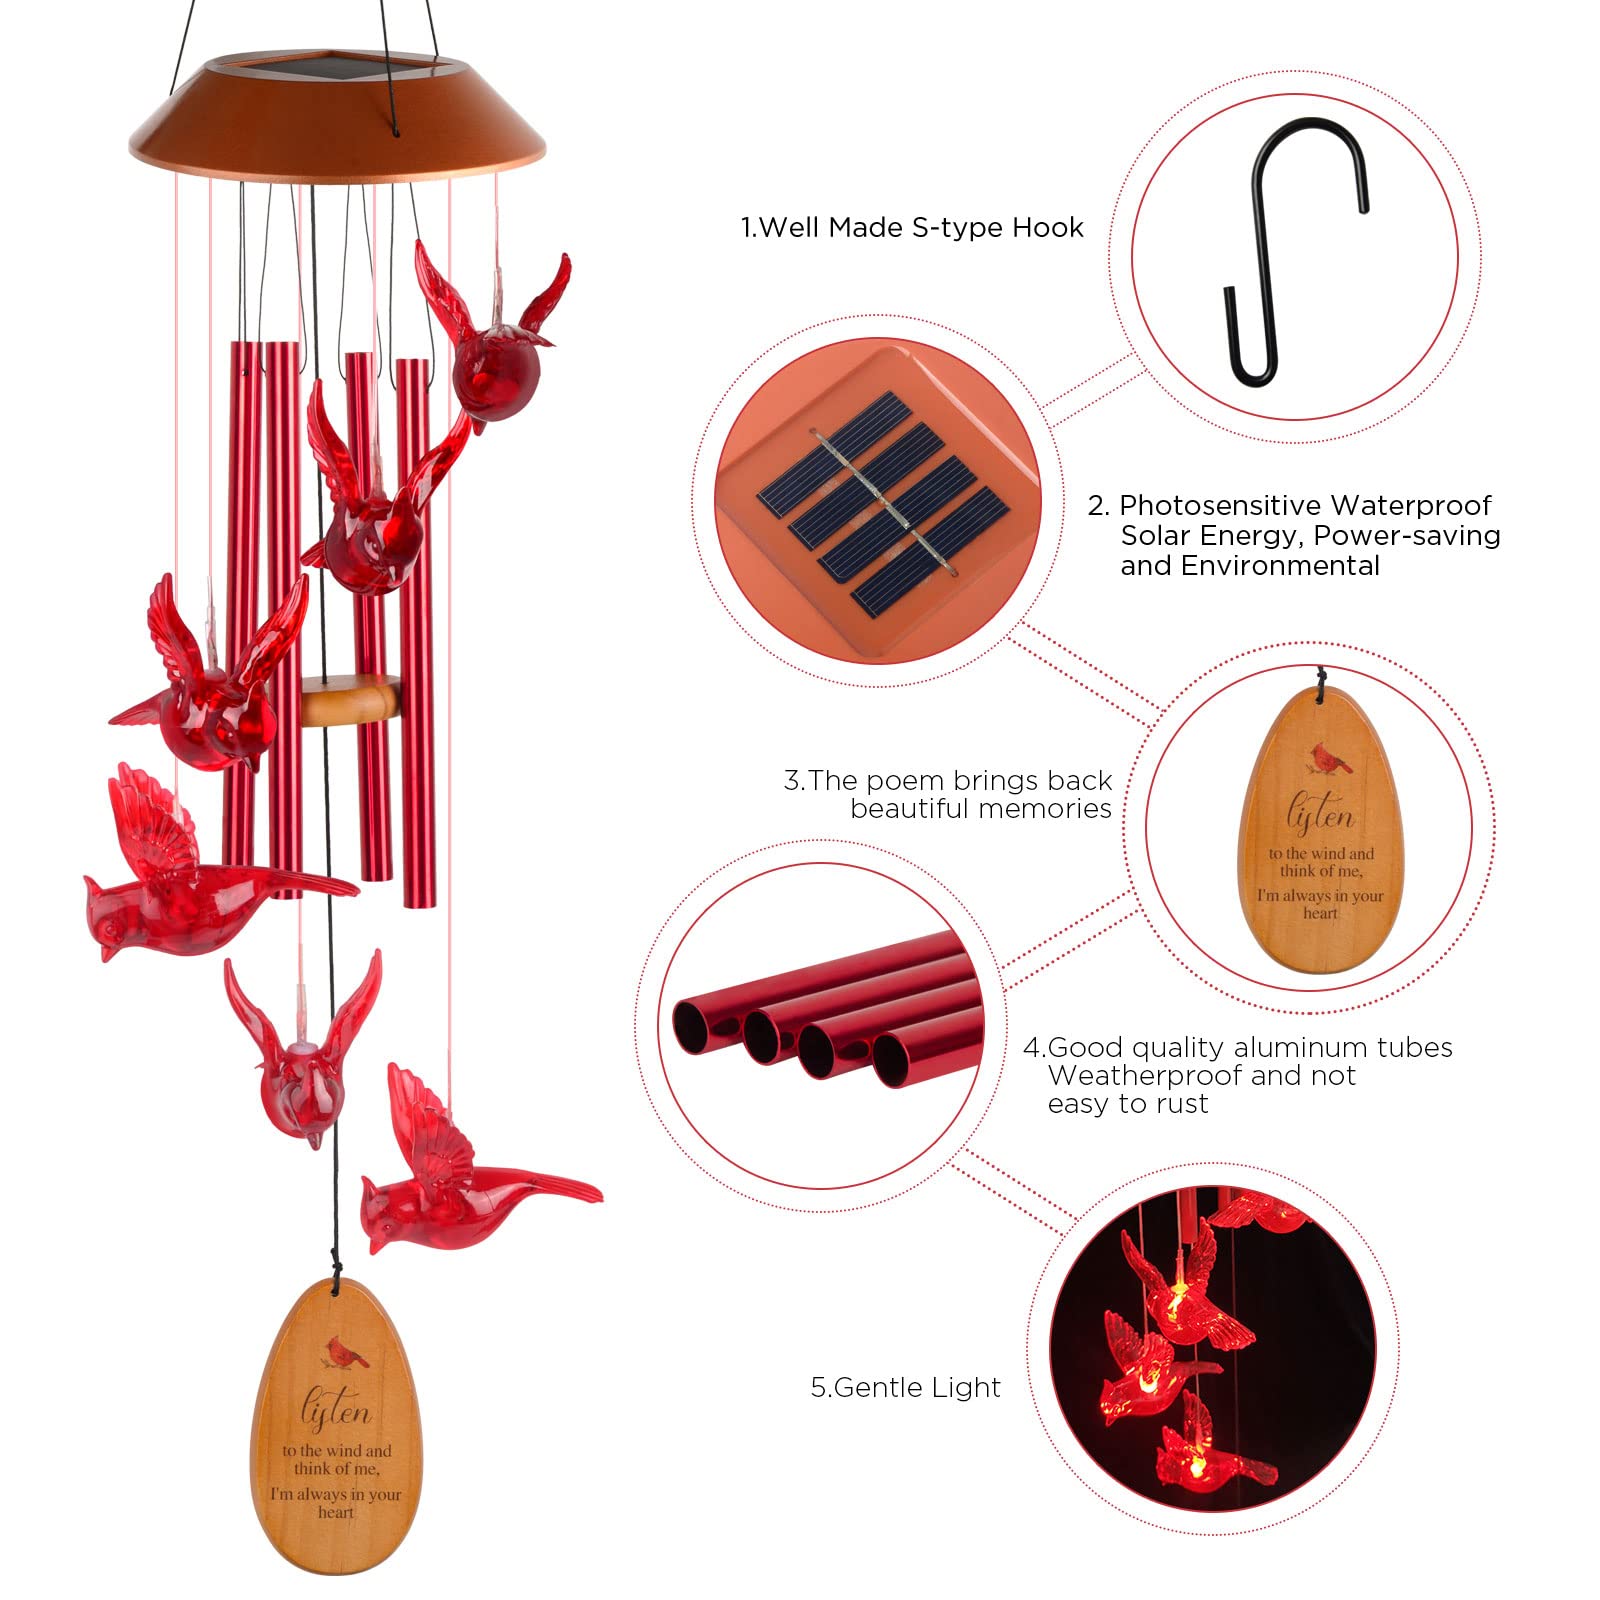 1.Well Made S-type Hook
2. Photosensitive Waterproof
Solar Energy, Power-saving
and Environmental
3.The poem brings back
beautiful memories
listen
to the wind and
think of me,
I'm always in your
heart
4.Good quality aluminum tubes
Weatherproof and not
easy to rust
5.Gentle Light
listen
to the wind and
think of me,
I'm always in your
heart